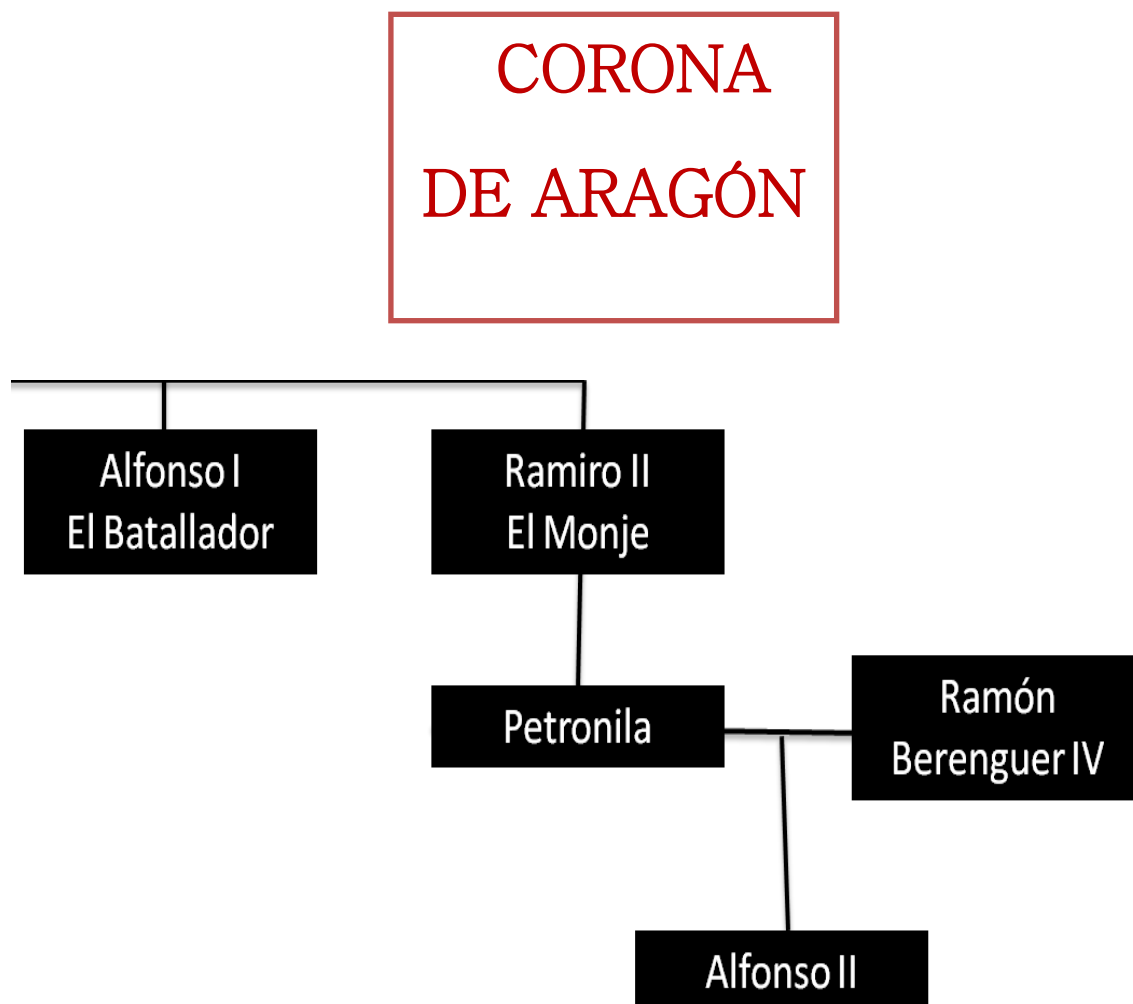 CORONA
DE ARAGÓN
Alfonso I
El Batallador
Ramiro II
El Monje
Petronila
Ramón
Berenguer IV
Alfonso II